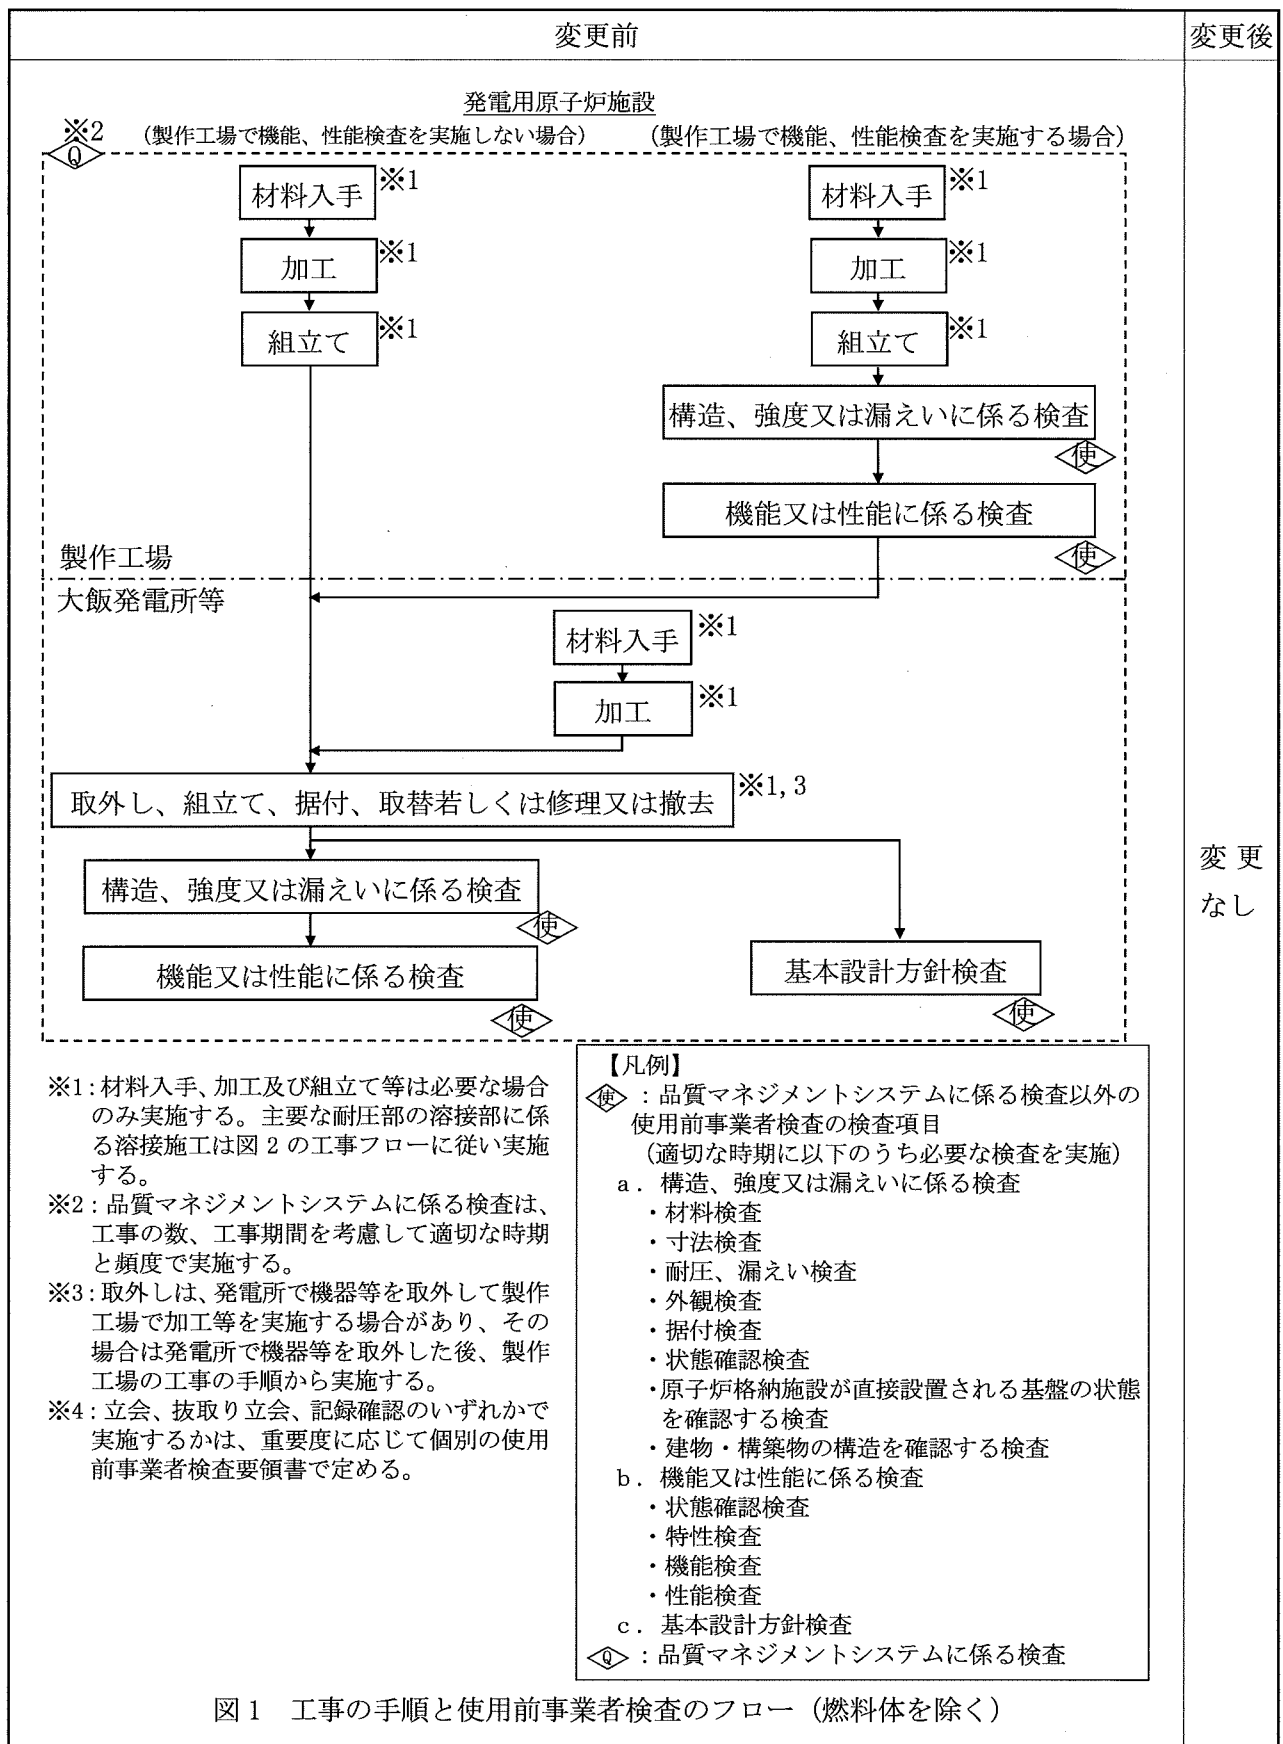 変更前
変更後
発電用原子炉施設
※2
(製作工場で機能、性能検査を実施しない場合)
(製作工場で機能、性能検査を実施する場合)
Q
材料入手
※1
加工
※1
組立て
※1
材料入手
※1
加工
※1
組立て
※1
構造、強度又は漏えいに係る検査
使
機能又は性能に係る検査
使
製作工場
大飯発電所等
材料入手
※1
加工
※1
取外し、組立て、据付、取替若しくは修理又は撤去
※1,3
構造、強度又は漏えいに係る検査
使
機能又は性能に係る検査
使
基本設計方針検査
使
変更
なし
※1:材料入手、加工及び組立て等は必要な場合
のみ実施する。主要な耐圧部の溶接部に係
る溶接施工は図2の工事フローに従い実施
する。
※2:品質マネジメントシステムに係る検査は、
工事の数、工事期間を考慮して適切な時期
と頻度で実施する。
※3:取外しは、発電所で機器等を取外して製作
工場で加工等を実施する場合があり、その
場合は発電所で機器等を取外した後、製作
工場の工事の手順から実施する。
※4:立会、抜取り立会、記録確認のいずれかで
実施するかは、重要度に応じて個別の使用
前事業者検査要領書で定める。
【凡例】
使:品質マネジメントシステムに係る検査以外の
使用前事業者検査の検査項目
(適切な時期に以下のうち必要な検査を実施)
a. 構造、強度又は漏えいに係る検査
・材料検査
・寸法検査
・耐圧、漏えい検査
・外観検査
・据付検査
・状態確認検査
・原子炉格納施設が直接設置される基盤の状態
を確認する検査
・建物・構築物の構造を確認する検査
b. 機能又は性能に係る検査
・状態確認検査
・特性検査
・機能検査
・性能検査
c. 基本設計方針検査
Q:品質マネジメントシステムに係る検査
図1 工事の手順と使用前事業者検査のフロー(燃料体を除く)